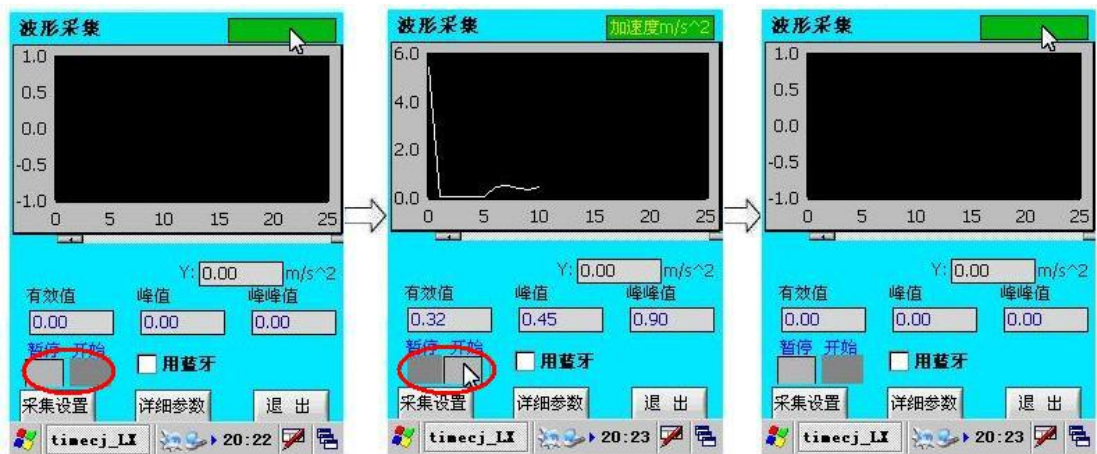 波形采集
1.0
0.5
0.0
-0.5
-1.0
0 5 10 15 20 25
Y: 0.00 m/s^2
有效值 峰值 峰峰值
0.00 0.00 0.00
暂停 开始 用蓝牙
采集设置 详细参数 退 出
timecj_LX 20:22
波形采集 加速度m/s^2
6.0
4.0
2.0
0.0
0 5 10 15 20 25
Y: 0.00 m/s^2
有效值 峰值 峰峰值
0.32 0.45 0.90
暂停 开始 用蓝牙
采集设置 详细参数 退 出
timecj_LX 20:23
波形采集
1.0
0.5
0.0
-0.5
-1.0
0 5 10 15 20 25
Y: 0.00 m/s^2
有效值 峰值 峰峰值
0.00 0.00 0.00
暂停 开始 用蓝牙
采集设置 详细参数 退 出
timecj_LX 20:23